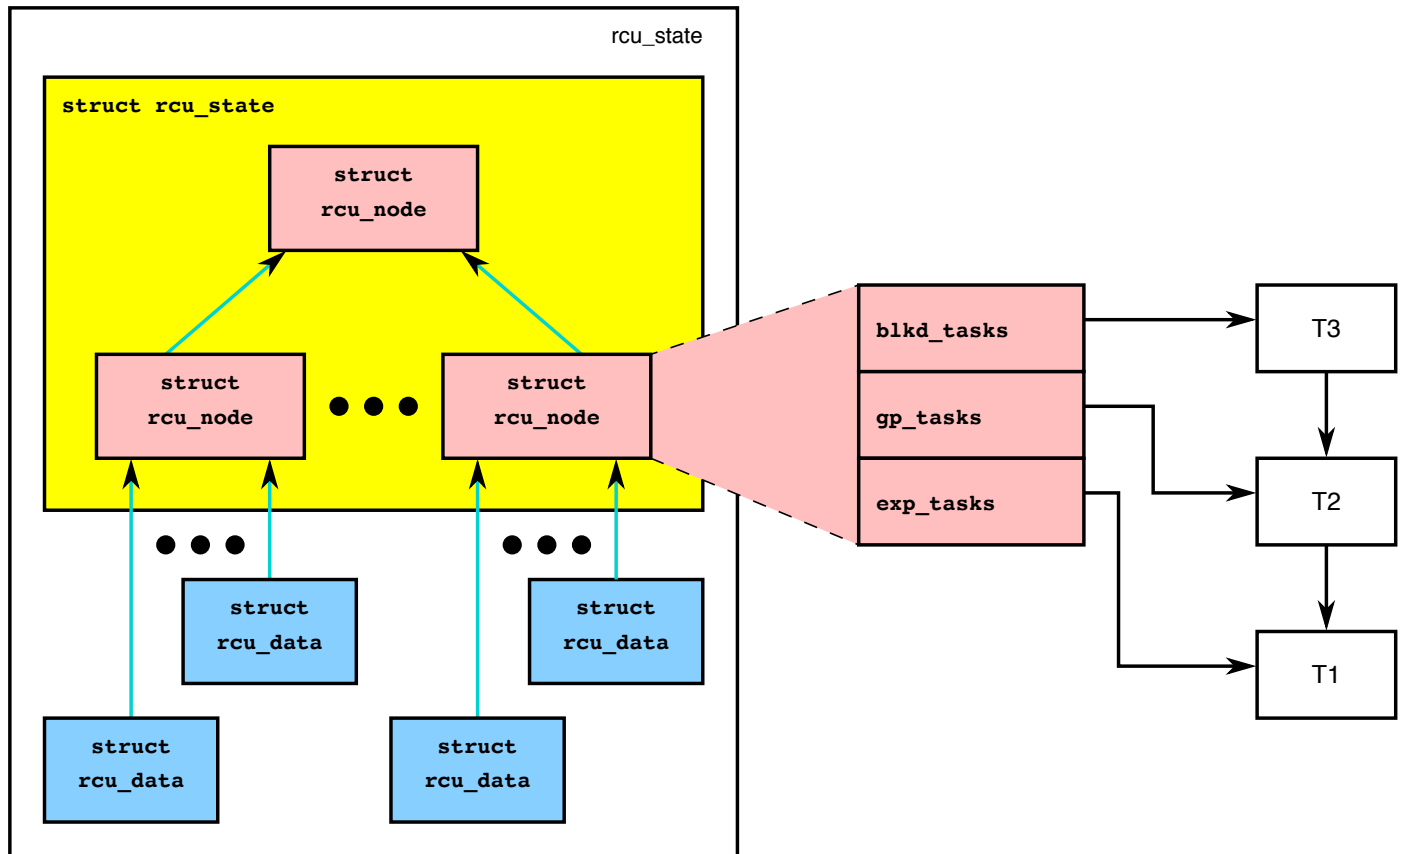 rcu_state
struct rcu_state
struct
rcu_node
struct
rcu_node
struct
rcu_node
blkd_tasks
gp_tasks
exp_tasks
T3
T2
T1
struct
rcu_data
struct
rcu_data
struct
rcu_data
struct
rcu_data